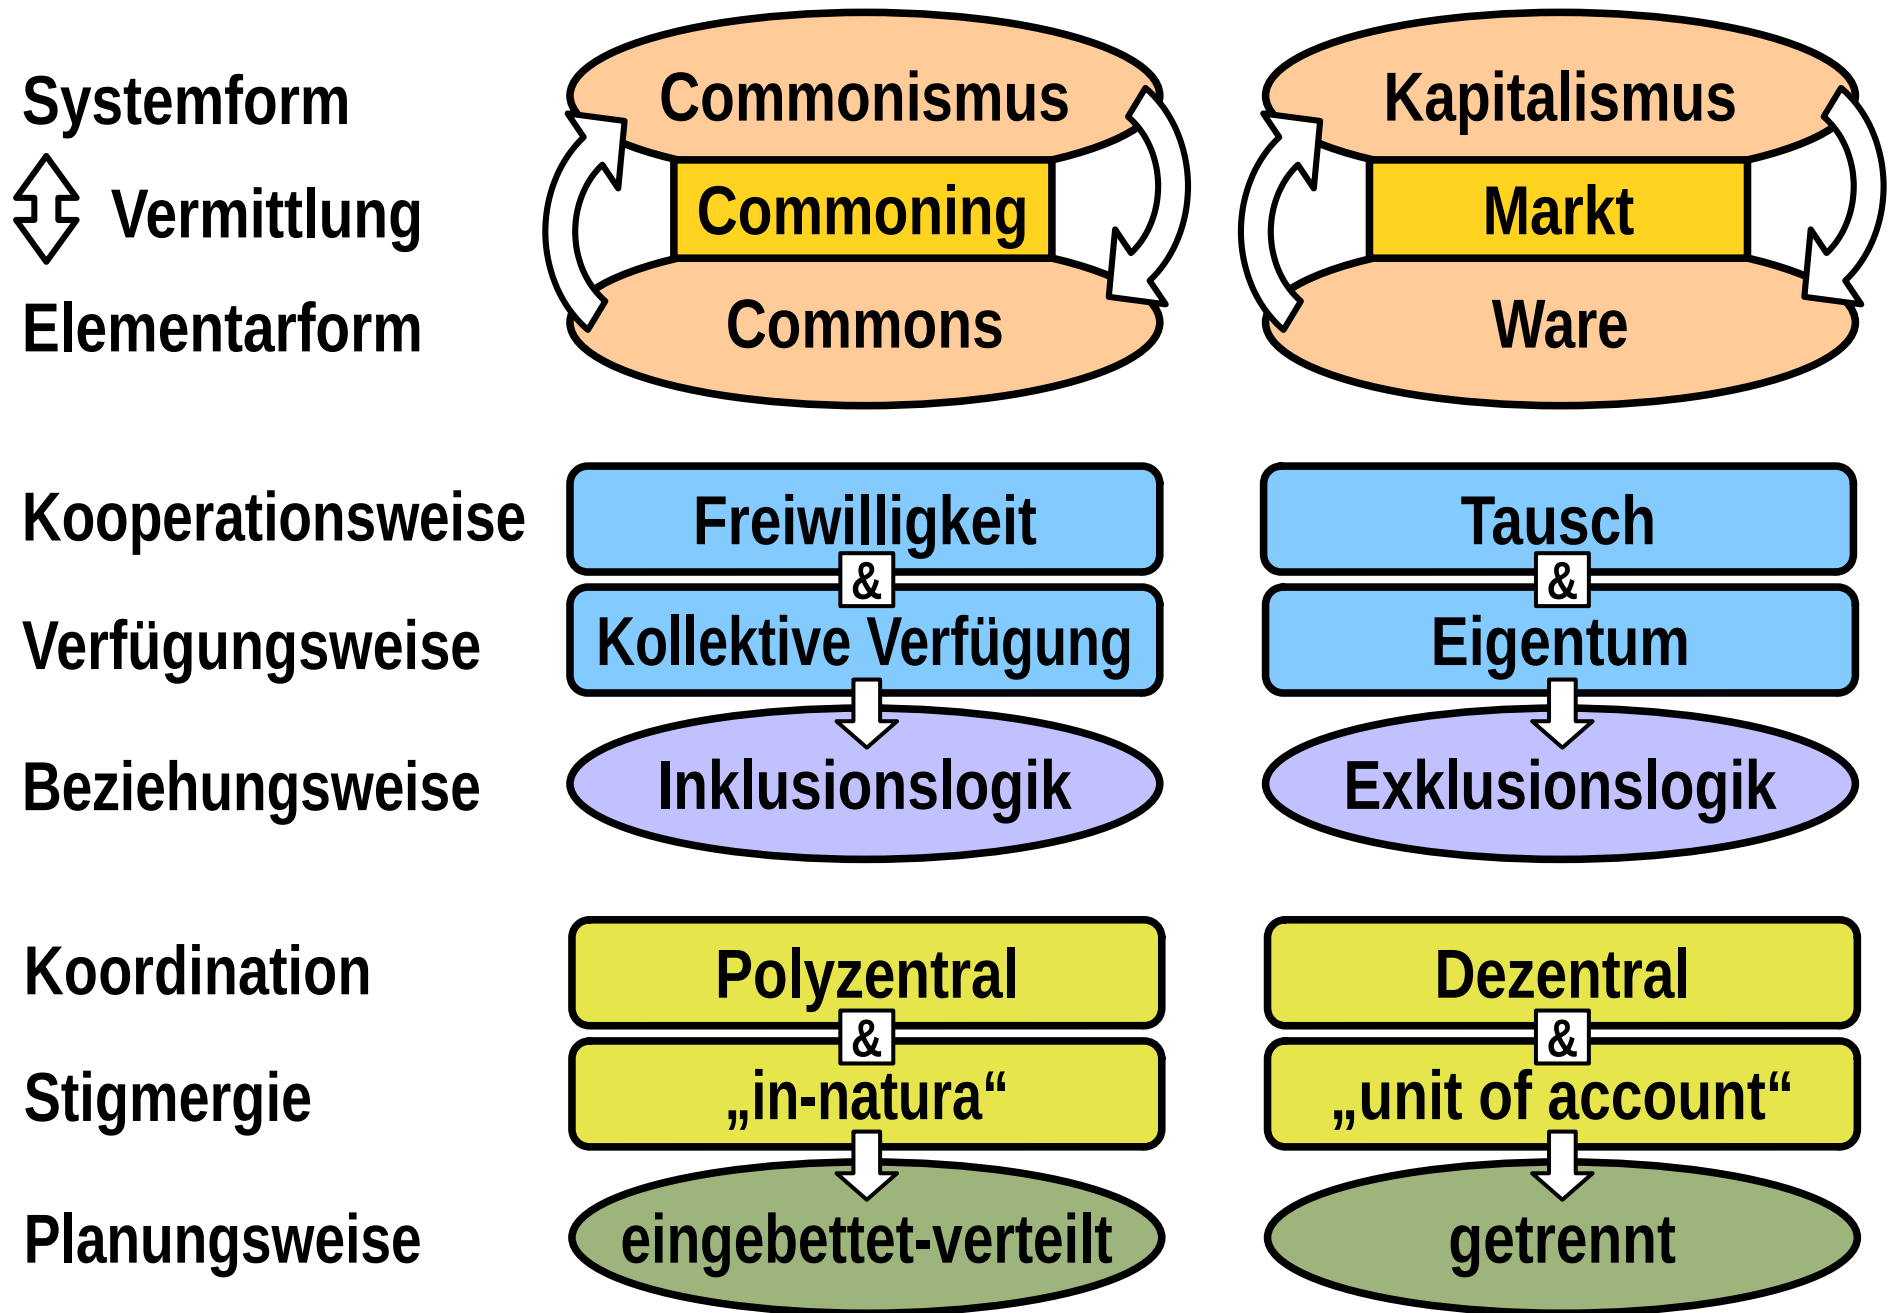 Systemform
Commonismus
Kapitalismus
Vermittlung
Commoning
Markt
Elementarform
Commons
Ware
Kooperationsweise
Freiwilligkeit
Tausch
&
&
Verfügungsweise
Kollektive Verfügung
Eigentum
Beziehungsweise
Inklusionslogik
Exklusionslogik
Koordination
Polyzentral
Dezentral
&
&
Stigmergie
„in-natura“
„unit of account“
Planungsweise
eingebettet-verteilt
getrennt